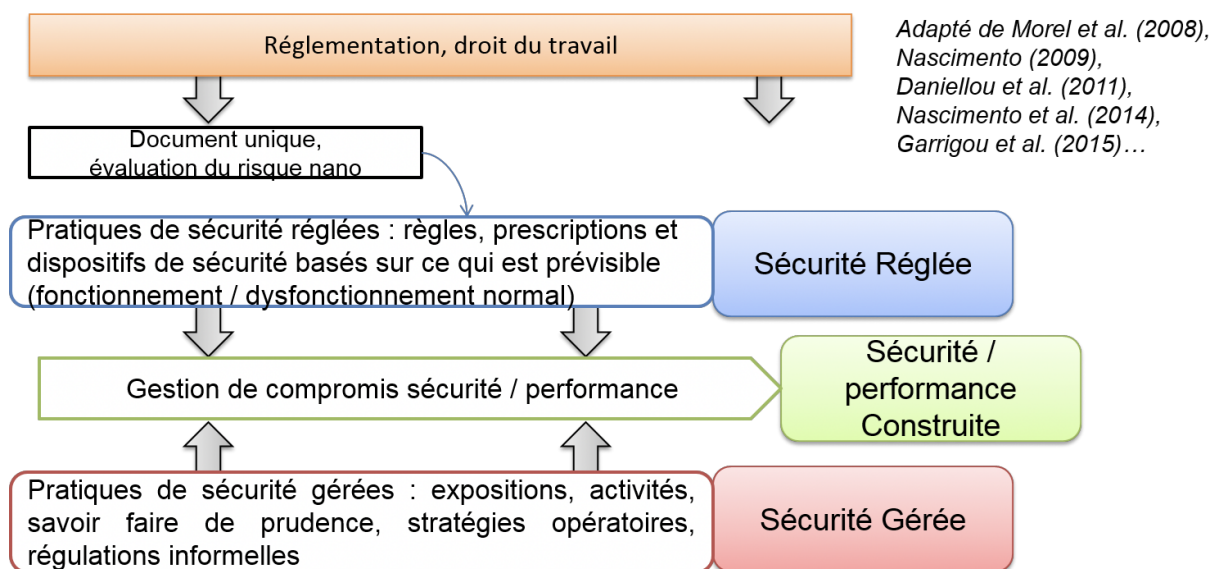 Réglementation, droit du travail
Adapté de Morel et al. (2008),
Nascimento (2009),
Daniellou et al. (2011),
Nascimento et al. (2014),
Garrigou et al. (2015)…
Document unique,
évaluation du risque nano
Pratiques de sécurité réglées : règles, prescriptions et
dispositifs de sécurité basés sur ce qui est prévisible
(fonctionnement / dysfonctionnement normal)
Sécurité Réglée
Gestion de compromis sécurité / performance
Sécurité /
performance
Construite
Pratiques de sécurité gérées : expositions, activités,
savoir faire de prudence, stratégies opératoires,
régulations informelles
Sécurité Gérée